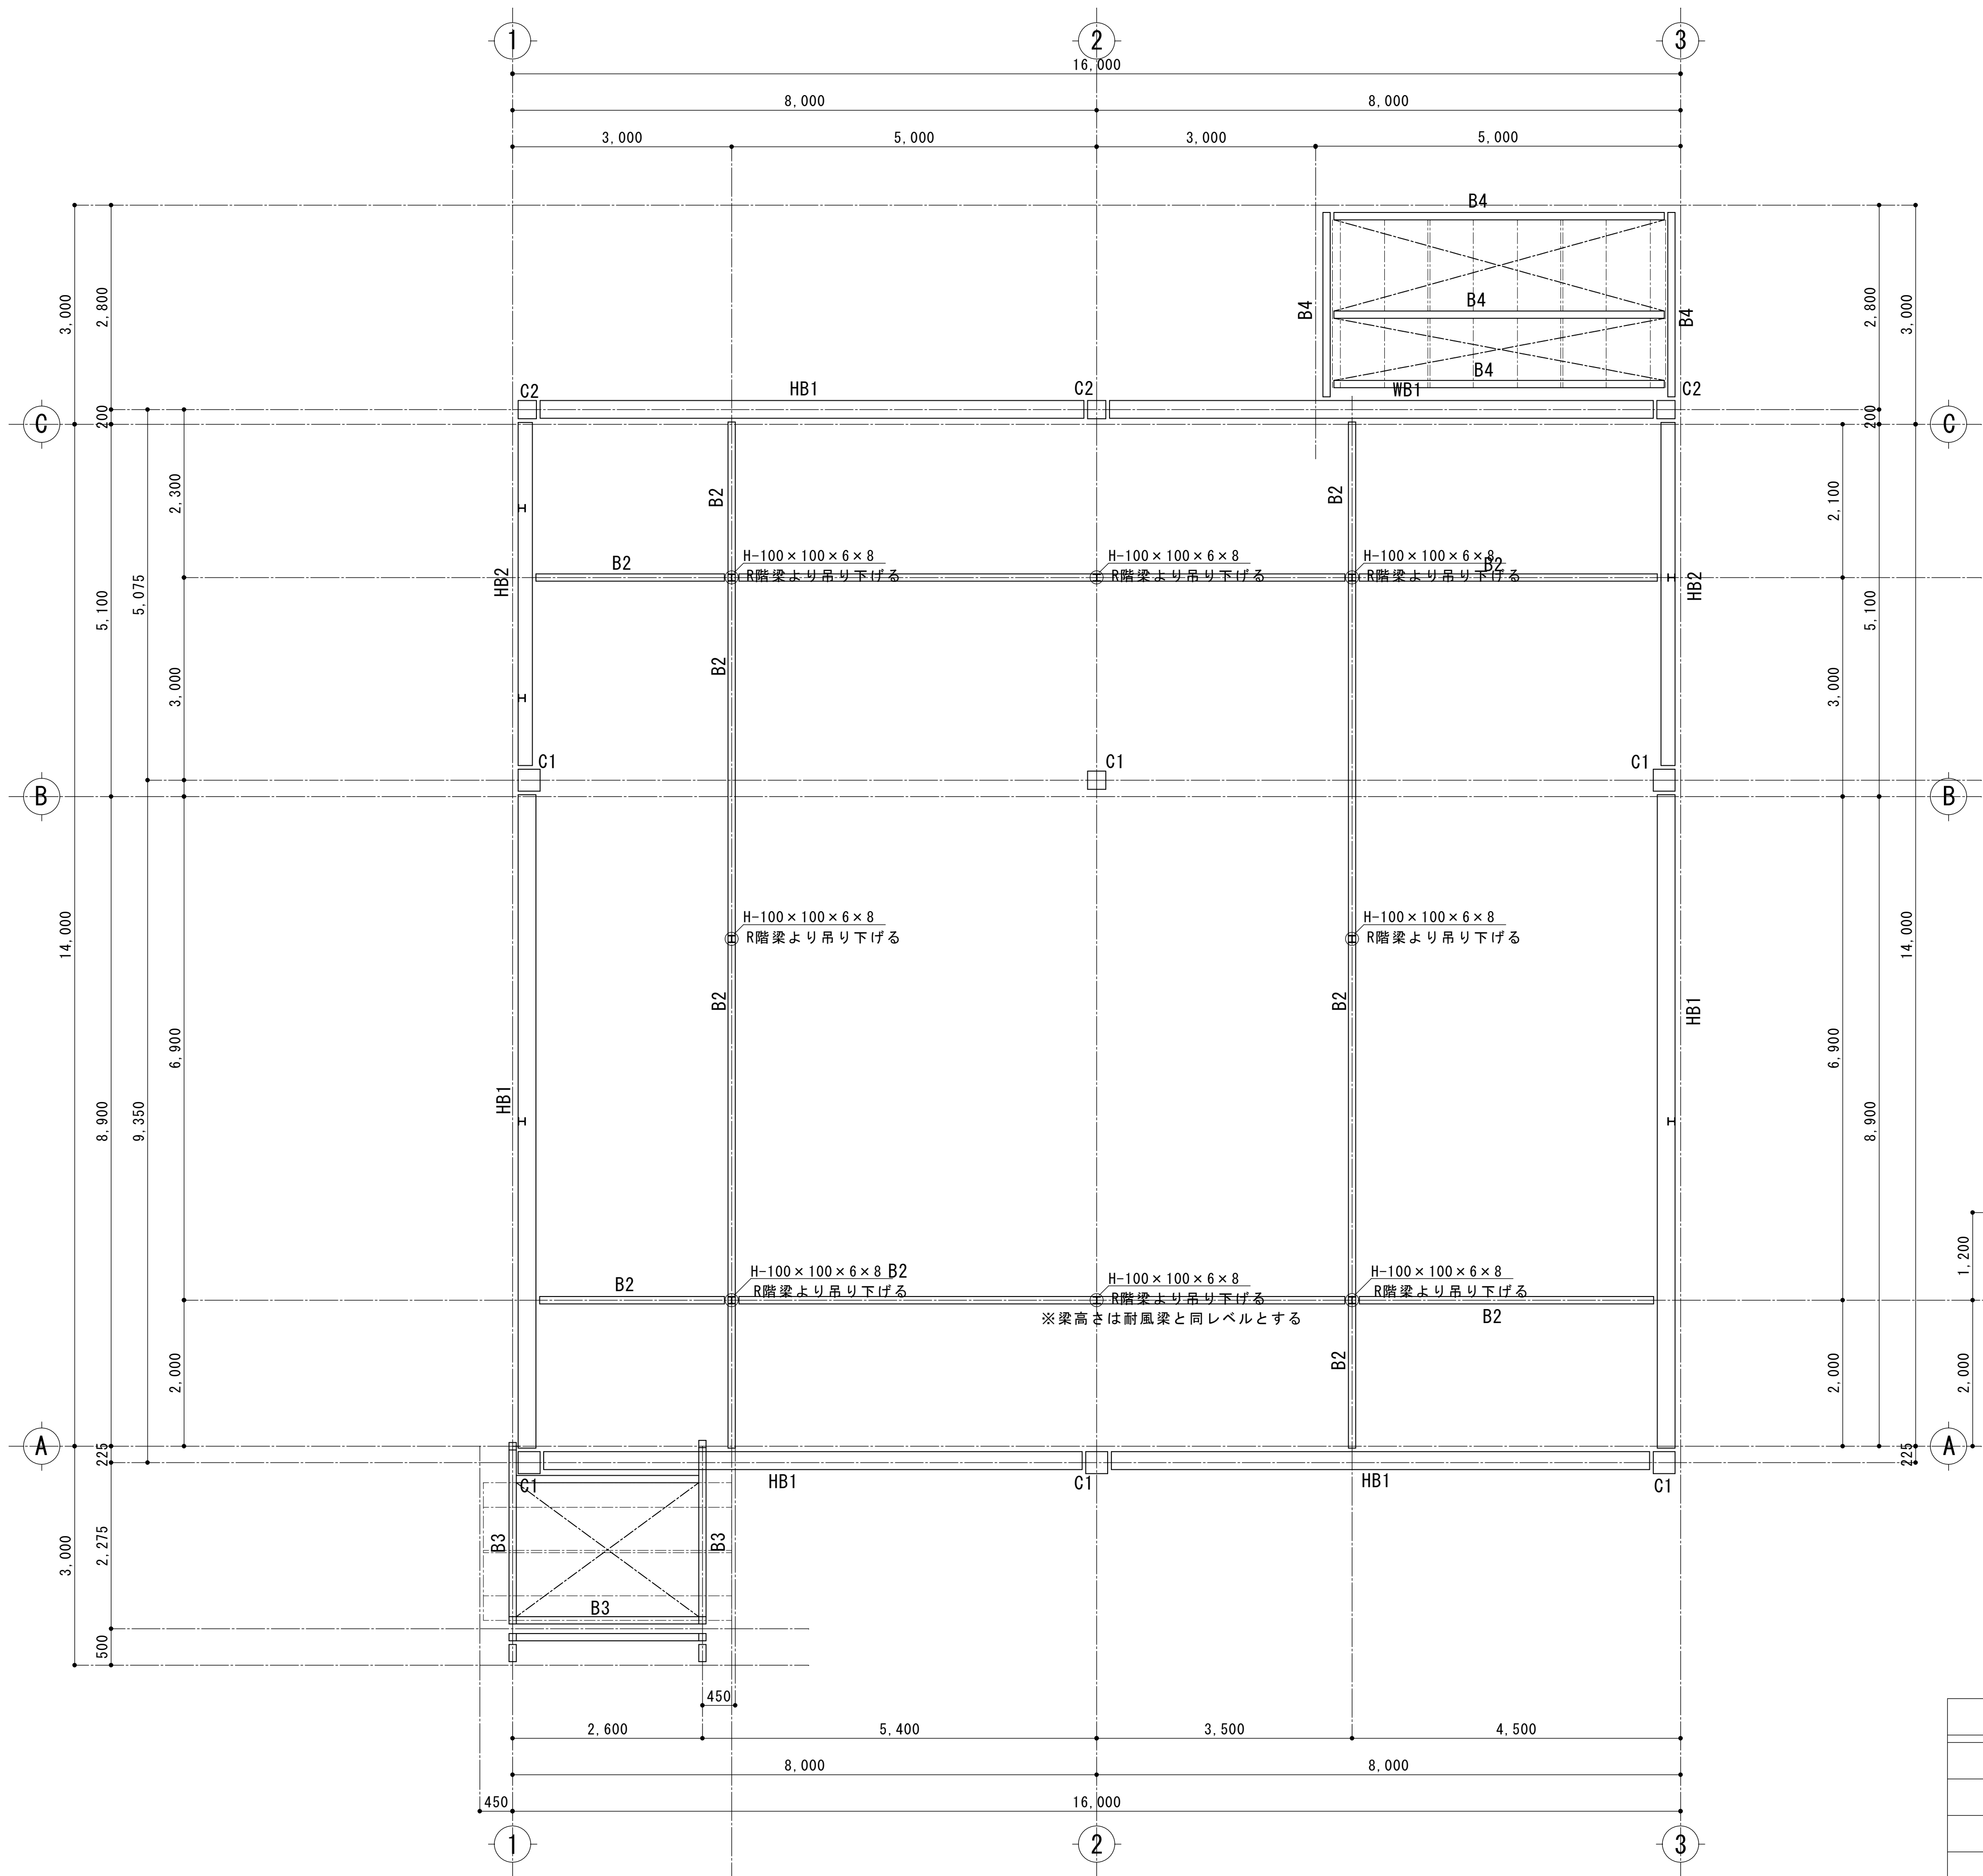 1
2
3
16,000
8,000
8,000
3,000
5,000
3,000
5,000
B4
3,000
2,800
B4
B4
B4
2,800
3,000
B4
C2
HB1
C2
WB1
C2
C
200
200
C
2,300
B2
B2
2,100
H-100×100×6×8
R階梁より吊り下げる
H-100×100×6×8
R階梁より吊り下げる
H-100×100×6×8
R階梁より吊り下げる
B2
B2
HB2
HB2
5,100
5,075
5,100
3,000
B2
3,000
C1
C1
C1
B
B
14,000
H-100×100×6×8
R階梁より吊り下げる
H-100×100×6×8
R階梁より吊り下げる
14,000
B2
B2
HB1
6,900
6,900
8,900
9,350
HB1
8,900
1,200
H-100×100×6×8
R階梁より吊り下げる
B2
B2
H-100×100×6×8
R階梁より吊り下げる
※梁高さは耐風梁と同レベルとする
H-100×100×6×8
R階梁より吊り下げる
B2
2,000
B2
2,000
2,000
A
225
225
A
C1
HB1
C1
HB1
C1
3,000
2,275
B3
B3
B3
500
450
2,600
5,400
3,500
4,500
8,000
8,000
450
16,000
1
2
3